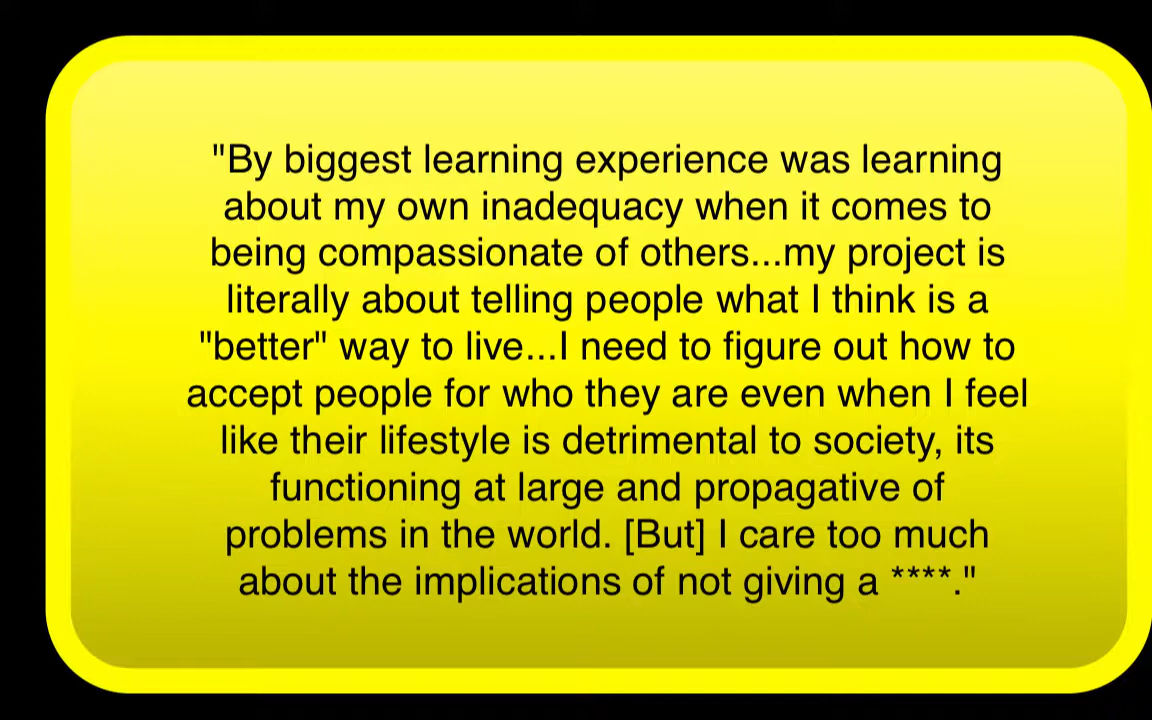 "By biggest learning experience was learning
about my own inadequacy when it comes to
being compassionate of others...my project is
literally about telling people what I think is a
"better" way to live...I need to figure out how to
accept people for who they are even when I feel
like their lifestyle is detrimental to society, its
functioning at large and propagative of
problems in the world. [But] I care too much
about the implications of not giving a ****."